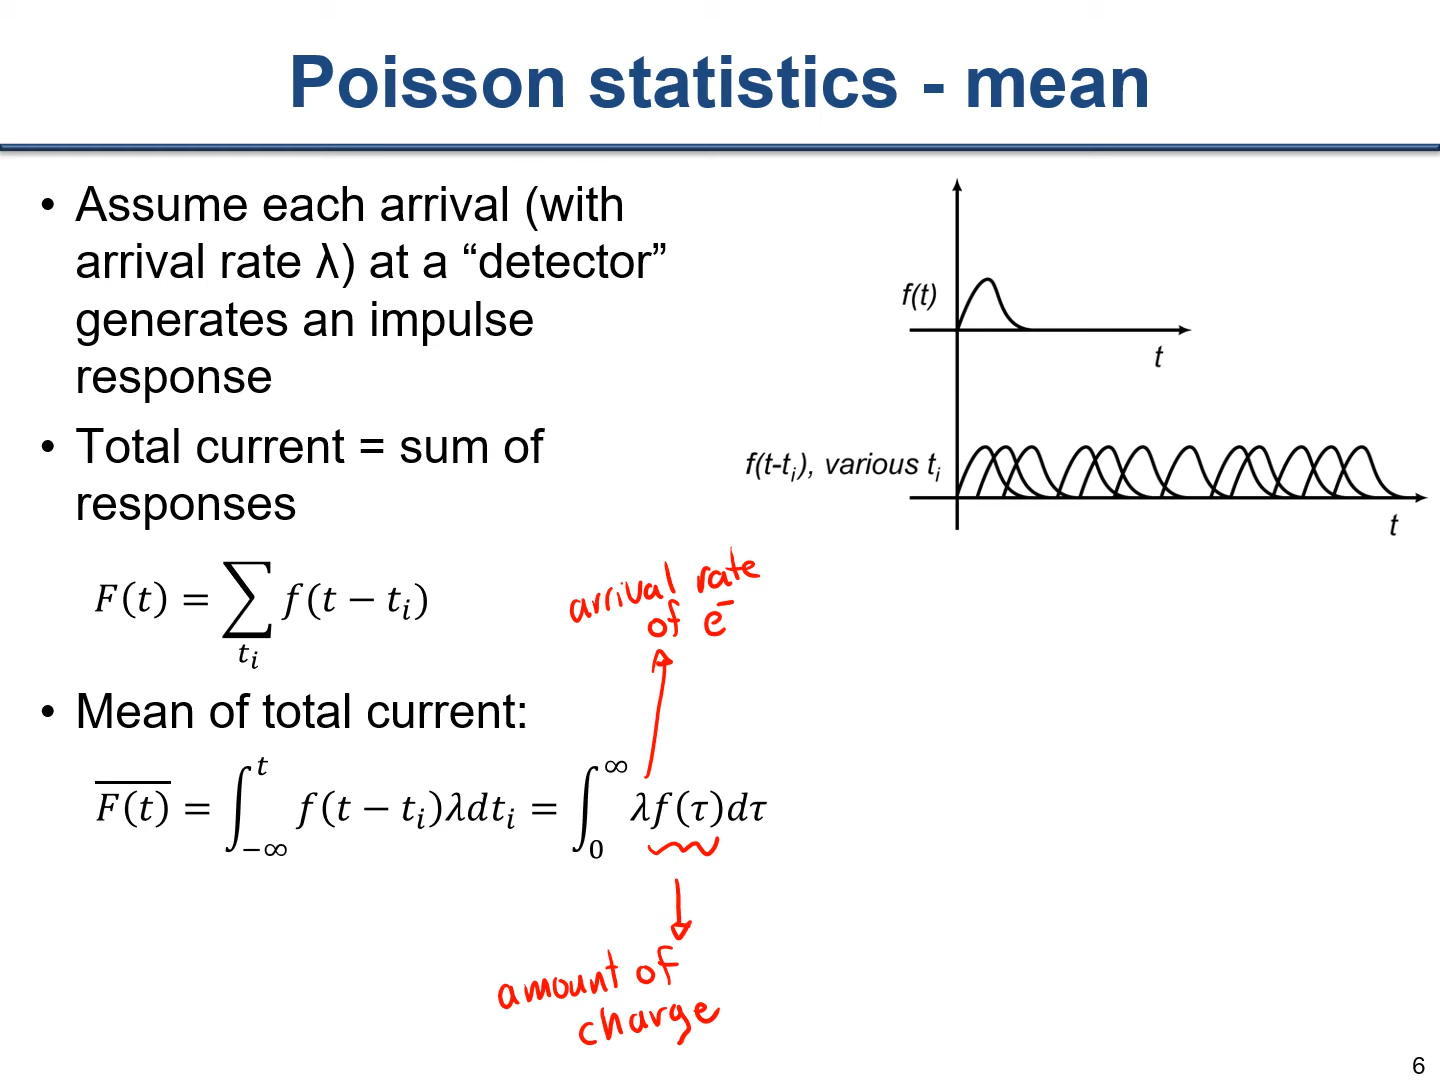 Poisson statistics - mean
• Assume each arrival (with
arrival rate λ) at a “detector”
generates an impulse
response
• Total current = sum of
responses
F(t) = ∑_{t_i} f(t − t_i)
• Mean of total current:
\overline{F(t)} = ∫_{−∞}^{t} f(t − t_i)λdt_i = ∫_{0}^{∞} λf(τ)dτ
f(t)
t
f(t-t_i), various t_i
t
arrival rate
of e⁻
amount of
charge
6